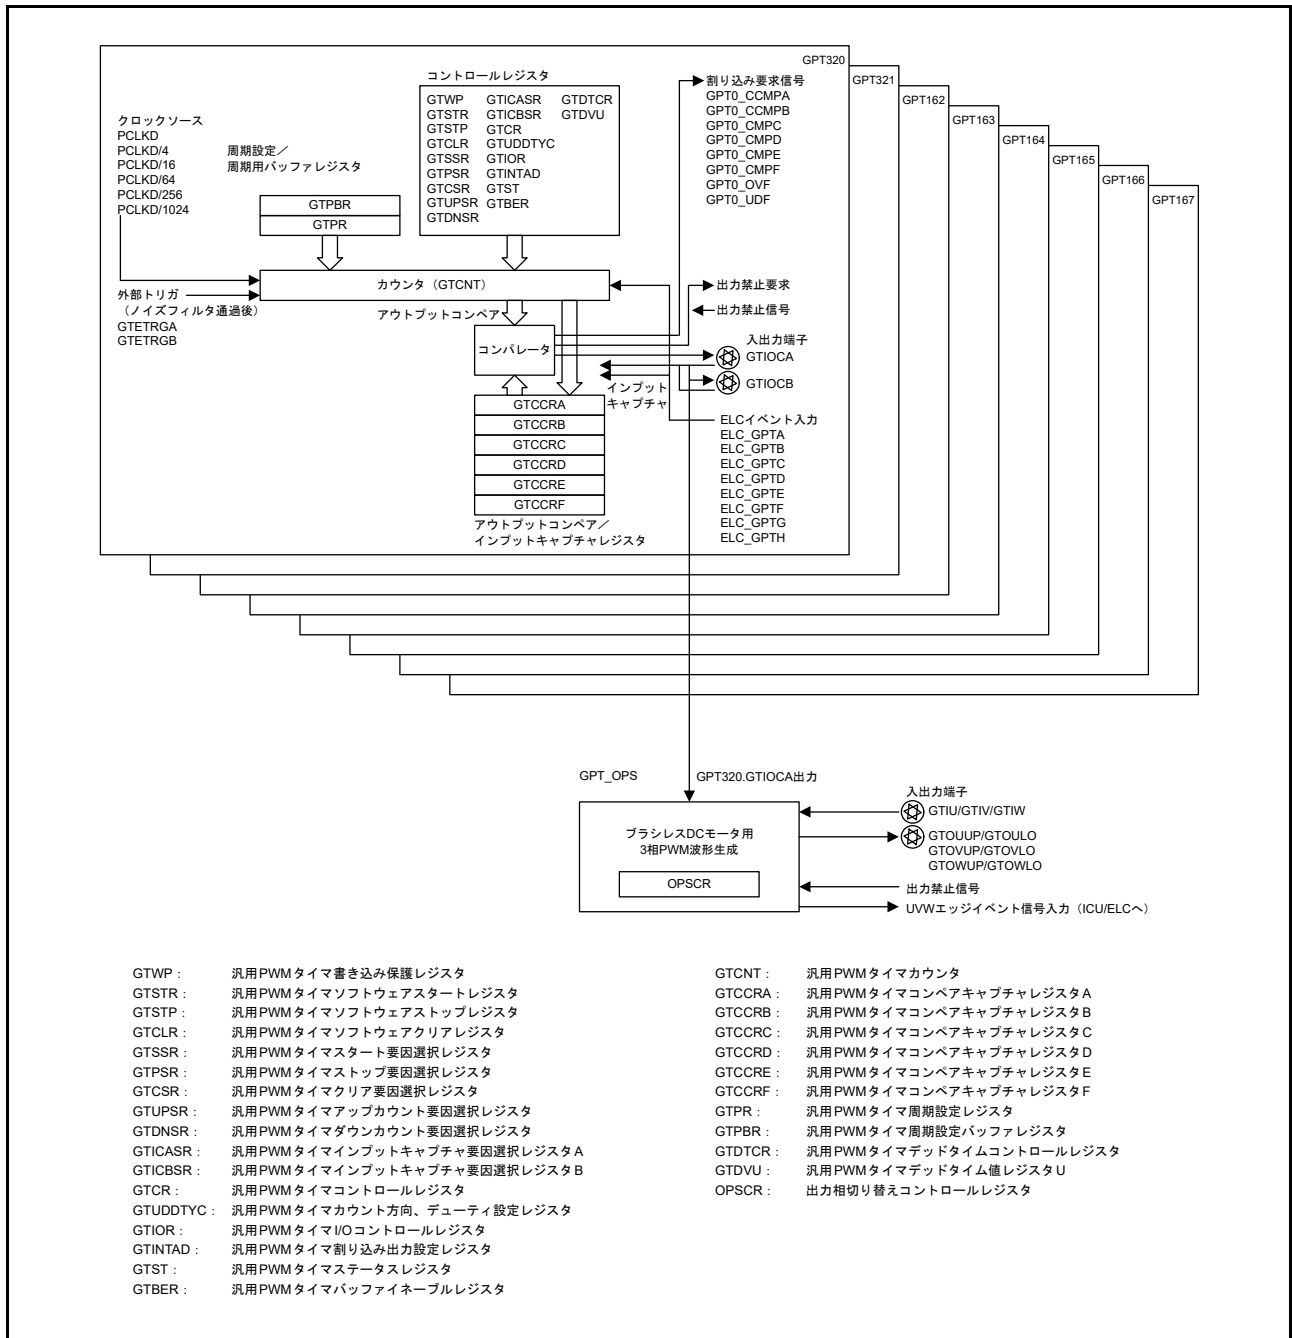 GPT320
GPT321
GPT162
GPT163
GPT164
GPT165
GPT166
GPT167
クロックソース
PCLKD
PCLKD/4
PCLKD/16
PCLKD/64
PCLKD/256
PCLKD/1024
周期設定／
周期用バッファレジスタ
GTPBR
GTPR
コントロールレジスタ
GTWP GTICASR GTDTCR
GTSTR GTICBSR GTDVU
GTSTP GTCR
GTCLR GTUDDTYC
GTSSR GTIOR
GTPSR GTINTAD
GTCSR GTST
GTUPSR GTBER
GTDNSR
割り込み要求信号
GPT0_CCMPA
GPT0_CCMPB
GPT0_CMPC
GPT0_CMPD
GPT0_CMPE
GPT0_CMPF
GPT0_OVF
GPT0_UDF
カウンタ（GTCNT）
外部トリガ
（ノイズフィルタ通過後）
GTETRGA
GTETRGB
アウトプットコンペア
コンパレータ
出力禁止要求
出力禁止信号
入出力端子
GTIOCA
GTIOCB
インプット
キャプチャ
GTCCRA
GTCCRB
GTCCRC
GTCCRD
GTCCRE
GTCCRF
アウトプットコンペア／
インプットキャプチャレジスタ
ELCイベント入力
ELC_GPTA
ELC_GPTB
ELC_GPTC
ELC_GPTD
ELC_GPTE
ELC_GPTF
ELC_GPTG
ELC_GPTH
GPT_OPS
GPT320.GTIOCA出力
ブラシレスDCモータ用
3相PWM波形生成
OPSCR
入出力端子
GTIU/GTIV/GTIW
GTOUUP/GTOULO
GTOVUP/GTOVLO
GTOWUP/GTOWLO
出力禁止信号
UVWエッジイベント信号入力（ICU/ELCへ）
GTWP： 汎用PWMタイマ書き込み保護レジスタ
GTSTR： 汎用PWMタイマソフトウェアスタートレジスタ
GTSTP： 汎用PWMタイマソフトウェアストップレジスタ
GTCLR： 汎用PWMタイマソフトウェアクリアレジスタ
GTSSR： 汎用PWMタイマスタート要因選択レジスタ
GTPSR： 汎用PWMタイマストップ要因選択レジスタ
GTCSR： 汎用PWMタイマクリア要因選択レジスタ
GTUPSR： 汎用PWMタイマアップカウント要因選択レジスタ
GTDNSR： 汎用PWMタイマダウンカウント要因選択レジスタ
GTICASR： 汎用PWMタイマインプットキャプチャ要因選択レジスタA
GTICBSR： 汎用PWMタイマインプットキャプチャ要因選択レジスタB
GTCR： 汎用PWMタイマコントロールレジスタ
GTUDDTYC： 汎用PWMタイマカウント方向、デューティ設定レジスタ
GTIOR： 汎用PWMタイマI/Oコントロールレジスタ
GTINTAD： 汎用PWMタイマ割り込み出力設定レジスタ
GTST： 汎用PWMタイマステータスレジスタ
GTBER： 汎用PWMタイマバッファイネーブルレジスタ
GTCNT： 汎用PWMタイマカウンタ
GTCCRA： 汎用PWMタイマコンペアキャプチャレジスタA
GTCCRB： 汎用PWMタイマコンペアキャプチャレジスタB
GTCCRC： 汎用PWMタイマコンペアキャプチャレジスタC
GTCCRD： 汎用PWMタイマコンペアキャプチャレジスタD
GTCCRE： 汎用PWMタイマコンペアキャプチャレジスタE
GTCCRF： 汎用PWMタイマコンペアキャプチャレジスタF
GTPR： 汎用PWMタイマ周期設定レジスタ
GTPBR： 汎用PWMタイマ周期設定バッファレジスタ
GTDTCR： 汎用PWMタイマデッドタイムコントロールレジスタ
GTDVU： 汎用PWMタイマデッドタイム値レジスタU
OPSCR： 出力相切り替えコントロールレジスタ